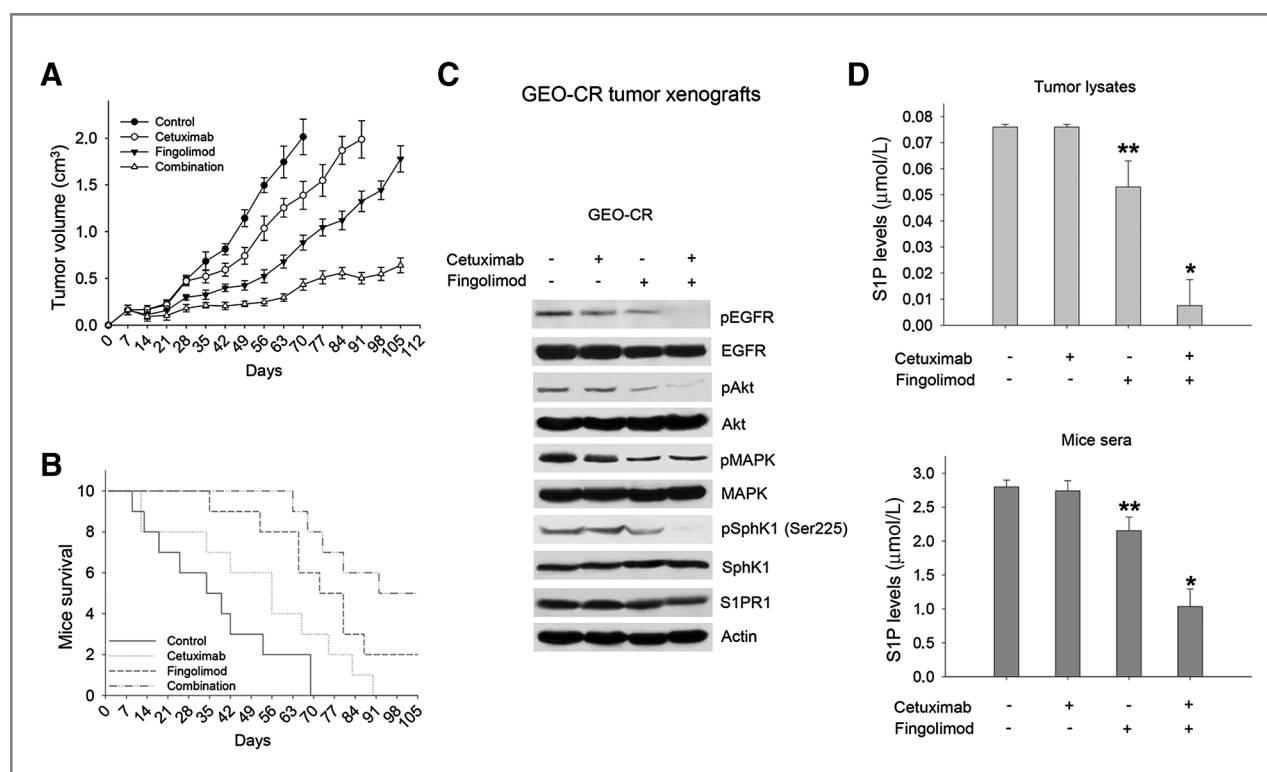 A
Control
Cetuximab
Fingolimod
Combination
Tumor volume (cm³)
2.0
1.5
1.0
0.5
0.0
0 7 14 21 28 35 42 49 56 63 70 77 84 91 98 105 112
Days
B
Mice survival
10
8
6
4
2
0
Control
Cetuximab
Fingolimod
Combination
0 7 14 21 28 35 42 49 56 63 70 77 84 91 98 105
Days
C
GEO-CR tumor xenografts
GEO-CR
Cetuximab - + - +
Fingolimod - - + +
pEGFR
EGFR
pAkt
Akt
pMAPK
MAPK
pSphK1 (Ser225)
SphK1
S1PR1
Actin
D
Tumor lysates
S1P levels (µmol/L)
0.08
0.07
0.06
0.05
0.04
0.03
0.02
0.01
0.00
**
*
Cetuximab - + - +
Fingolimod - - + +
Mice sera
S1P levels (µmol/L)
3.0
2.5
2.0
1.5
1.0
0.5
0.0
**
*
Cetuximab - + - +
Fingolimod - - + +